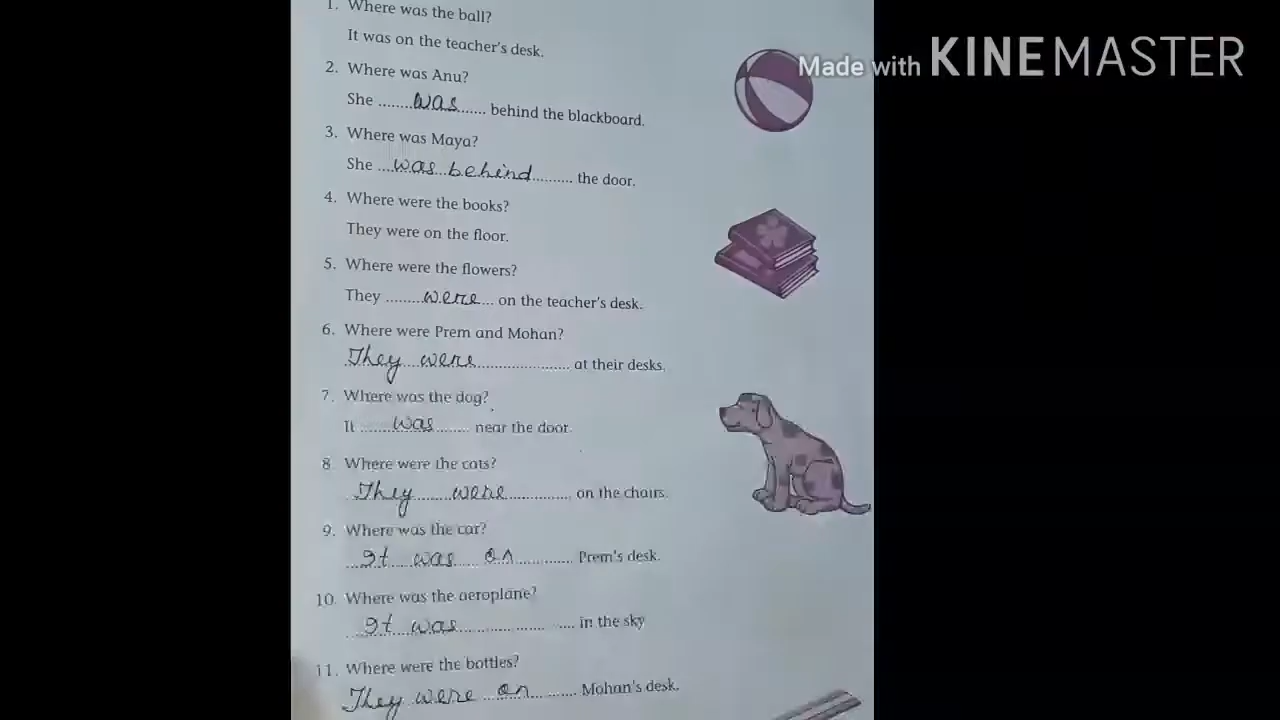 Made with KINEMASTER
1. Where was the ball?
It was on the teacher's desk.
2. Where was Anu?
She ........was....... behind the blackboard.
3. Where was Maya?
She ....was...behind.......... the door.
4. Where were the books?
They were on the floor.
5. Where were the flowers?
They .........were.... on the teacher's desk.
6. Where were Prem and Mohan?
They....were........................ at their desks.
7. Where was the dog?
It ........was......... near the door.
8. Where were the cats?
They........were................ on the chairs.
9. Where was the car?
....It.....was......on............... Prem's desk.
10. Where was the aeroplane?
....It....was...................... .... in the sky
11. Where were the bottles?
They were ...on............. Mohan's desk.